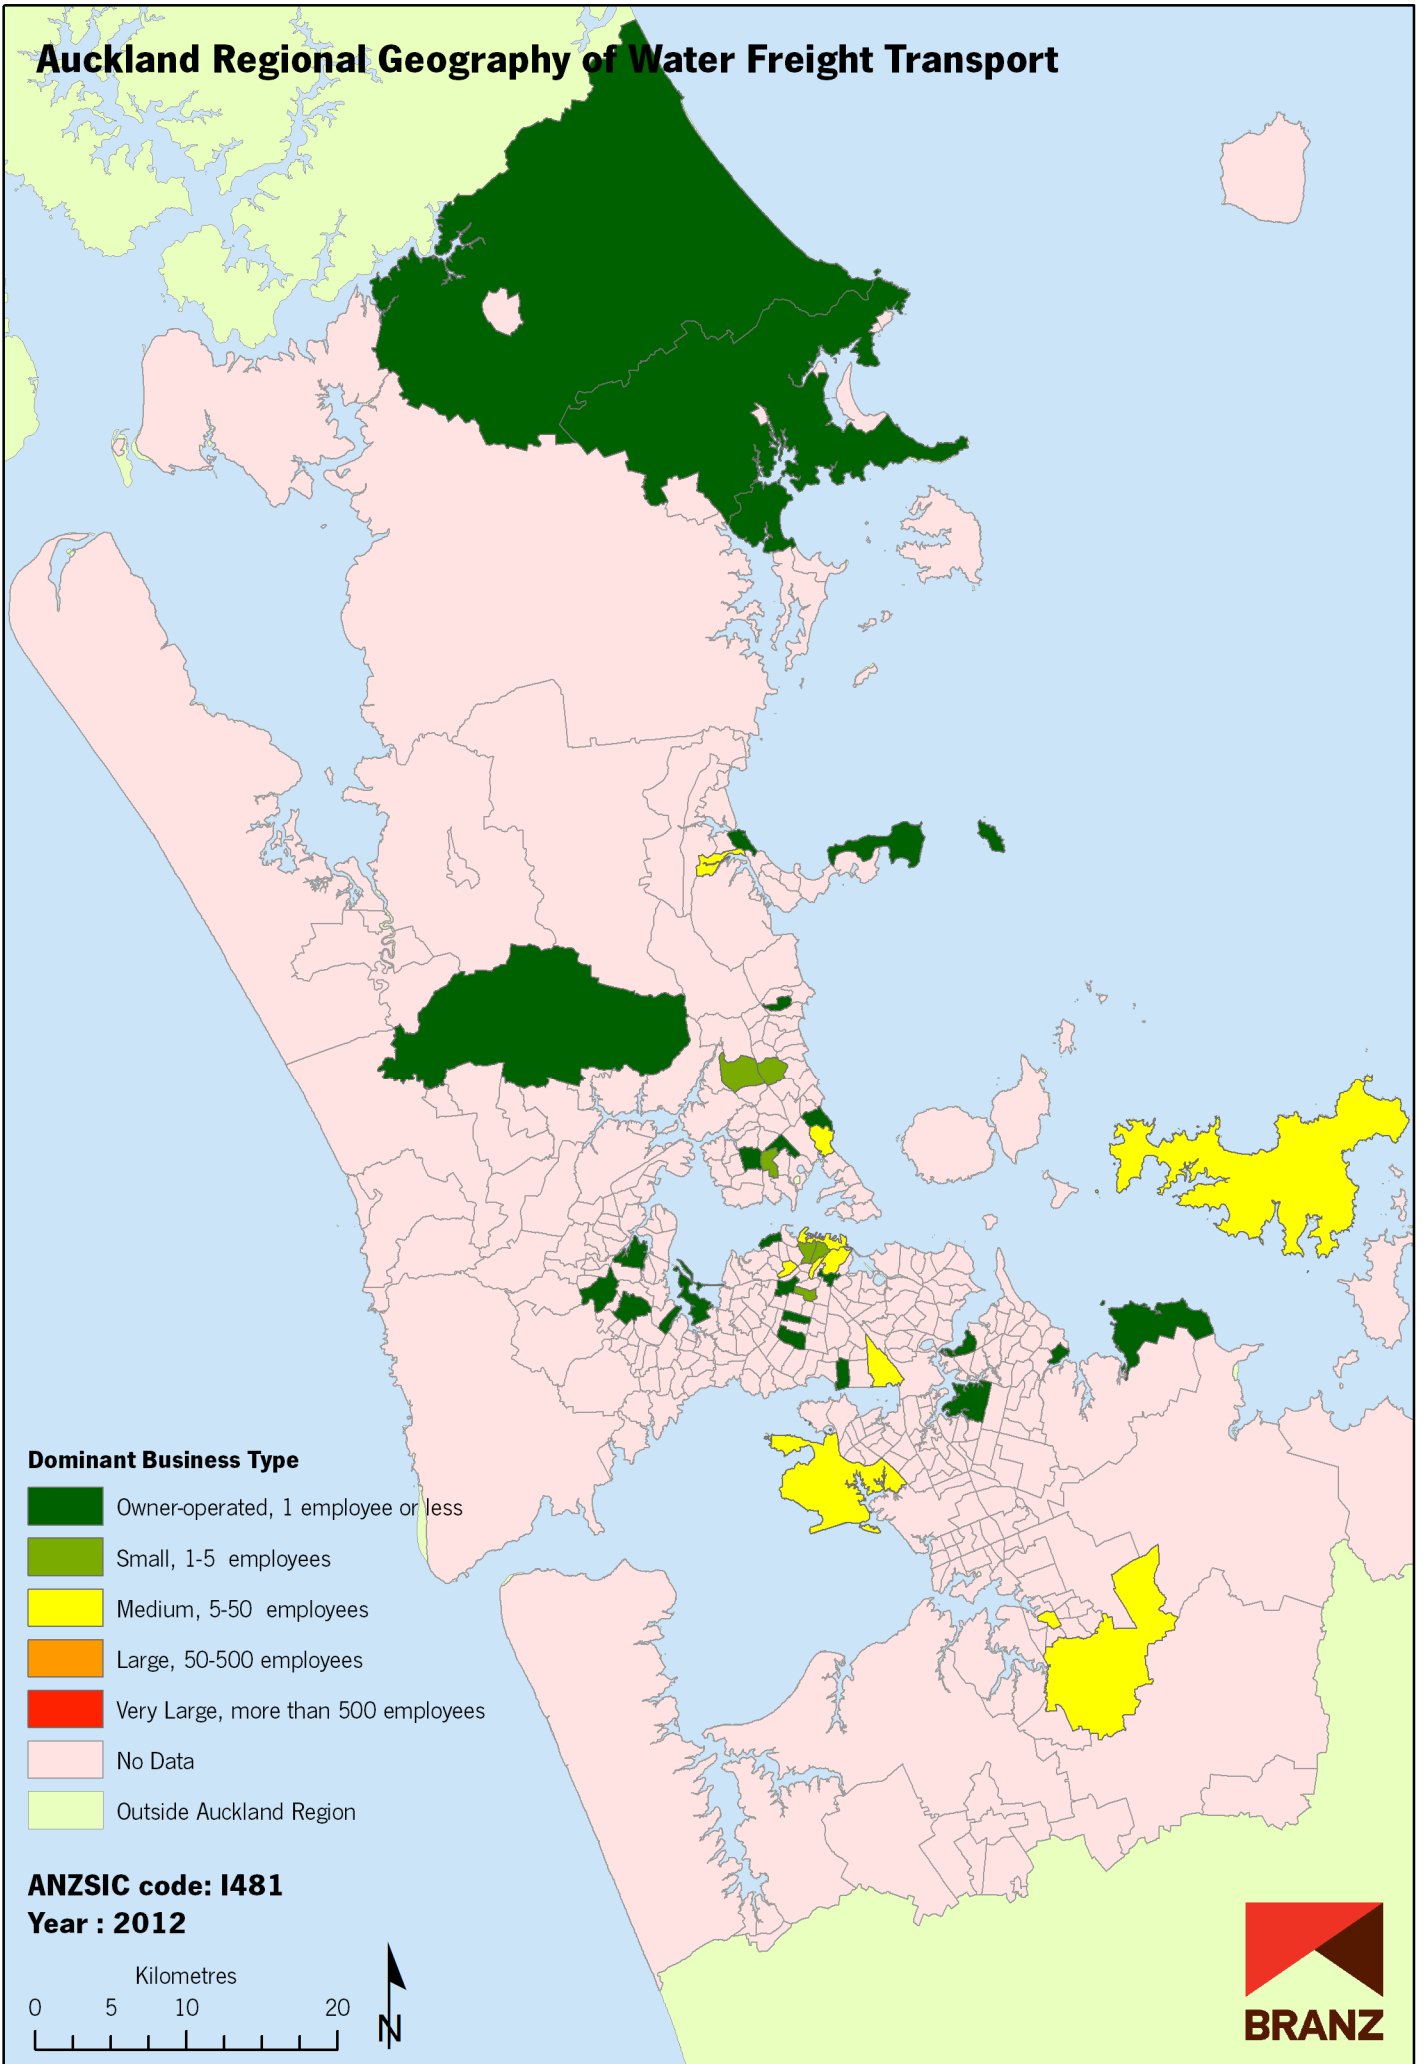 Auckland Regional Geography of Water Freight Transport
Dominant Business Type
Owner-operated, 1 employee or less
Small, 1-5 employees
Medium, 5-50 employees
Large, 50-500 employees
Very Large, more than 500 employees
No Data
Outside Auckland Region
ANZSIC code: I481
Year : 2012
Kilometres
0 5 10 20
N
BRANZ